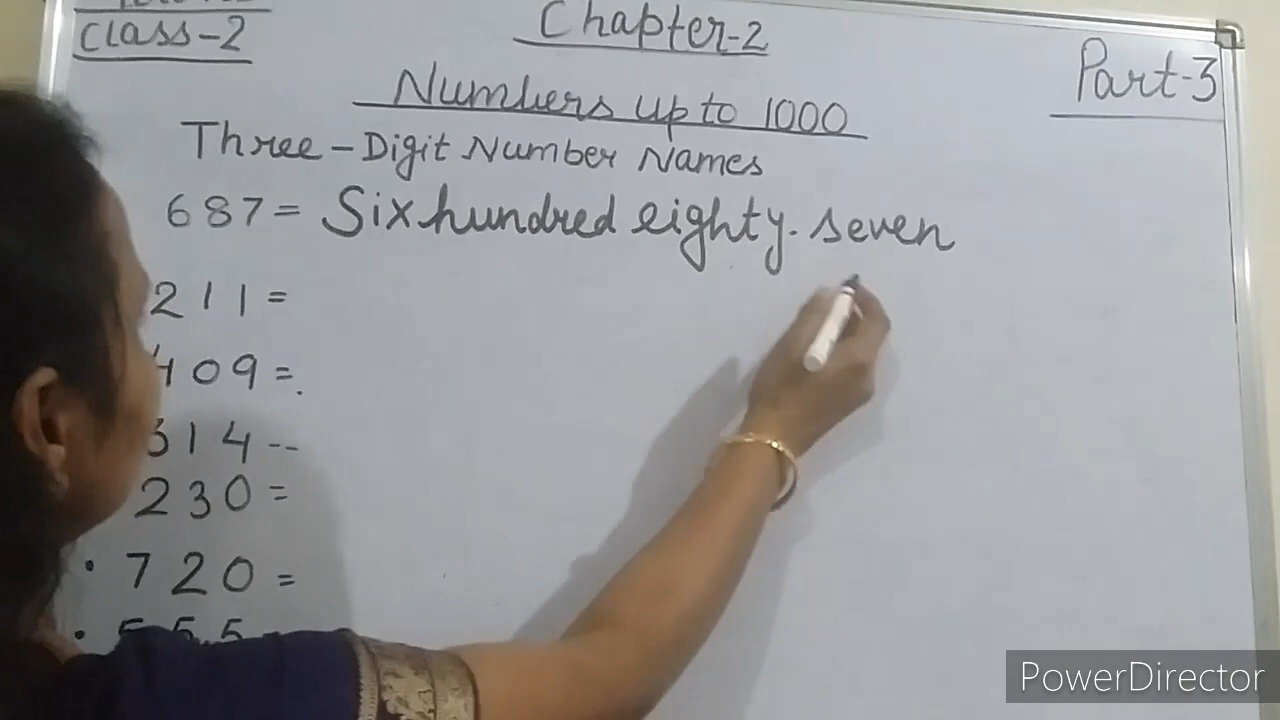 Class-2
Chapter-2
Part-3
Numbers up to 1000
Three-Digit Number Names
687 = Six hundred eighty-seven
211 =
409 =
314 --
230 =
• 720 =
• 555
PowerDirector